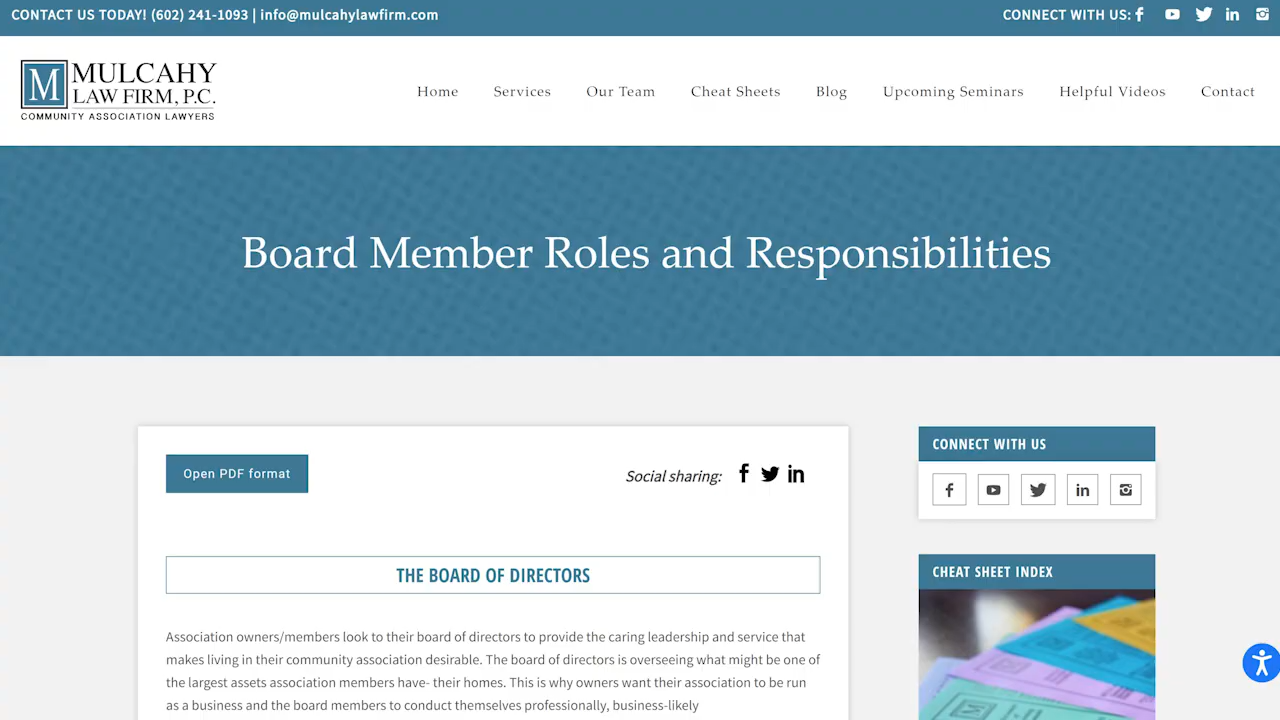 CONTACT US TODAY! (602) 241-1093 | info@mulcahylawfirm.com
CONNECT WITH US:
M MULCAHY
LAW FIRM, P.C.
COMMUNITY ASSOCIATION LAWYERS
Home Services Our Team Cheat Sheets Blog Upcoming Seminars Helpful Videos Contact
Board Member Roles and Responsibilities
Open PDF format
Social sharing:
THE BOARD OF DIRECTORS
Association owners/members look to their board of directors to provide the caring leadership and service that
makes living in their community association desirable. The board of directors is overseeing what might be one of
the largest assets association members have- their homes. This is why owners want their association to be run
as a business and the board members to conduct themselves professionally, business-likely
CONNECT WITH US
CHEAT SHEET INDEX